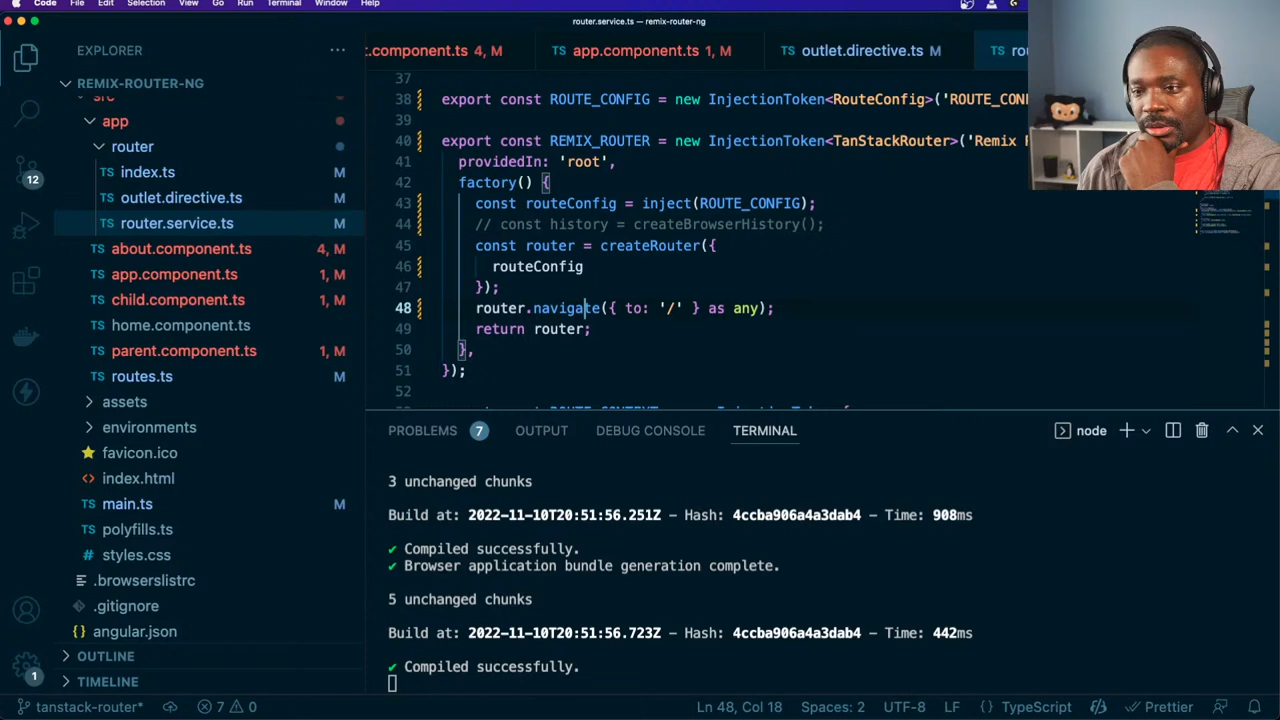 Code File Edit Selection View Go Run Terminal Window Help
router.service.ts — remix-router-ng
EXPLORER
.component.ts 4, M
app.component.ts 1, M
outlet.directive.ts M
REMIX-ROUTER-NG
src
app
router
index.ts M
outlet.directive.ts M
router.service.ts M
about.component.ts 4, M
app.component.ts 1, M
child.component.ts 1, M
home.component.ts M
parent.component.ts 1, M
routes.ts M
assets
environments
favicon.ico
index.html
main.ts M
polyfills.ts
styles.css
.browserslistrc
.gitignore
angular.json
OUTLINE
TIMELINE
12
1
37
38 export const ROUTE_CONFIG = new InjectionToken<RouteConfig>('ROUTE_CON
39
40 export const REMIX_ROUTER = new InjectionToken<TanStackRouter>('Remix
41 providedIn: 'root',
42 factory() {
43 const routeConfig = inject(ROUTE_CONFIG);
44 // const history = createBrowserHistory();
45 const router = createRouter({
46 routeConfig
47 });
48 router.navigate({ to: '/' } as any);
49 return router;
50 },
51 });
52
PROBLEMS 7 OUTPUT DEBUG CONSOLE TERMINAL node
3 unchanged chunks
Build at: 2022-11-10T20:51:56.251Z - Hash: 4ccba906a4a3dab4 - Time: 908ms
✔ Compiled successfully.
✔ Browser application bundle generation complete.
5 unchanged chunks
Build at: 2022-11-10T20:51:56.723Z - Hash: 4ccba906a4a3dab4 - Time: 442ms
✔ Compiled successfully.
tanstack-router* 7 0 Ln 48, Col 18 Spaces: 2 UTF-8 LF {} TypeScript Prettier